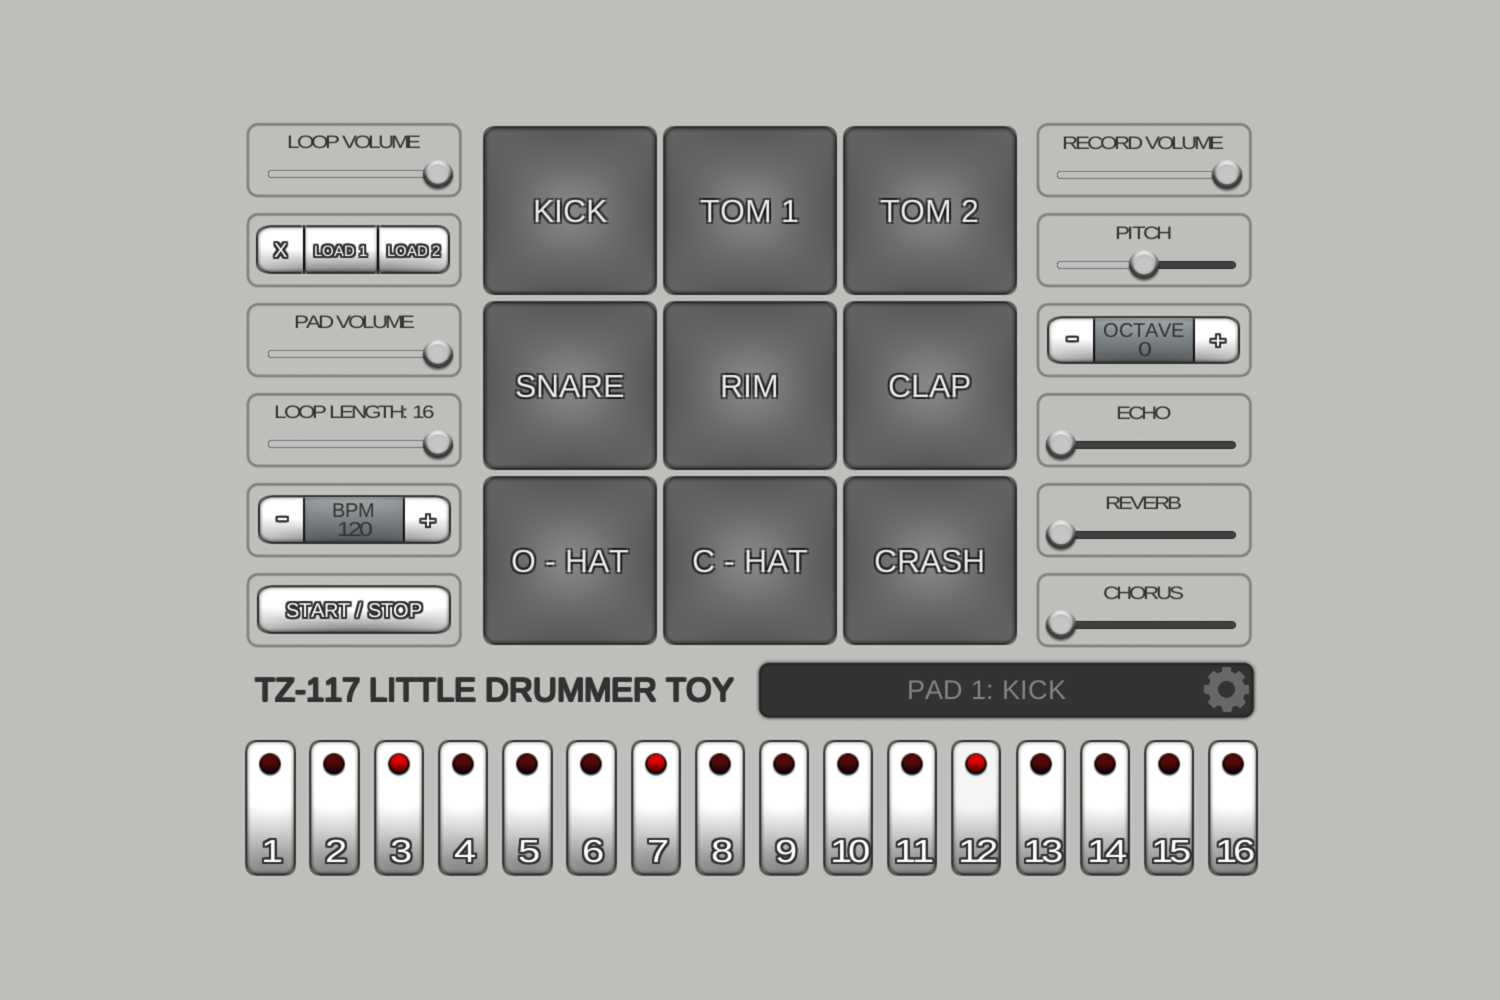 LOOP VOLUME
X LOAD 1 LOAD 2
PAD VOLUME
LOOP LENGTH: 16
- BPM +
120
START / STOP
KICK TOM 1 TOM 2
SNARE RIM CLAP
O - HAT C - HAT CRASH
RECORD VOLUME
PITCH
- OCTAVE +
0
ECHO
REVERB
CHORUS
TZ-117 LITTLE DRUMMER TOY
PAD 1: KICK
1 2 3 4 5 6 7 8 9 10 11 12 13 14 15 16